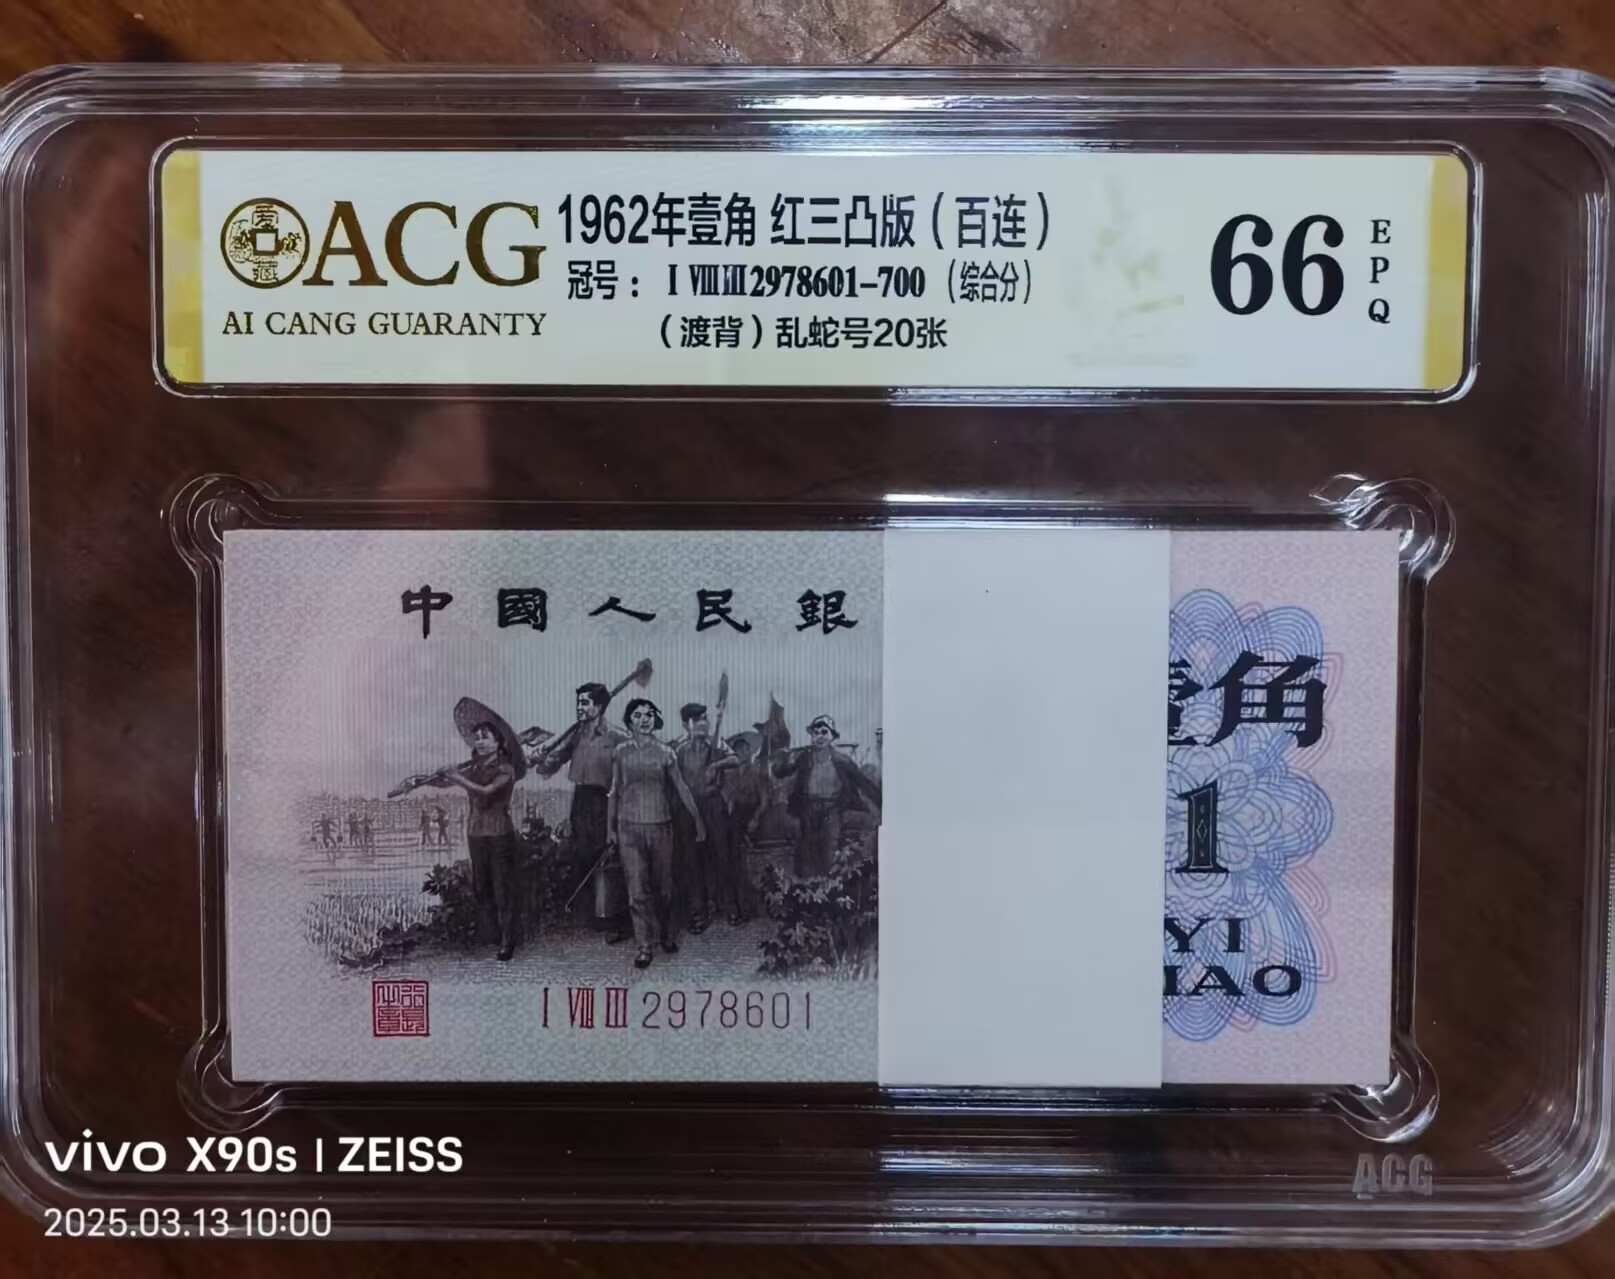 ACG
AI CANG GUARANTY
1962年壹角 红三凸版（百连）
冠号：Ⅰ Ⅷ Ⅲ 2978601-700（综合分）
（渡背）乱蛇号20张
66
EPQ
中國人民銀
角
1
YI
IAO
Ⅰ Ⅷ Ⅲ 2978601
ACG
vivo X90s | ZEISS
2025.03.13 10:00